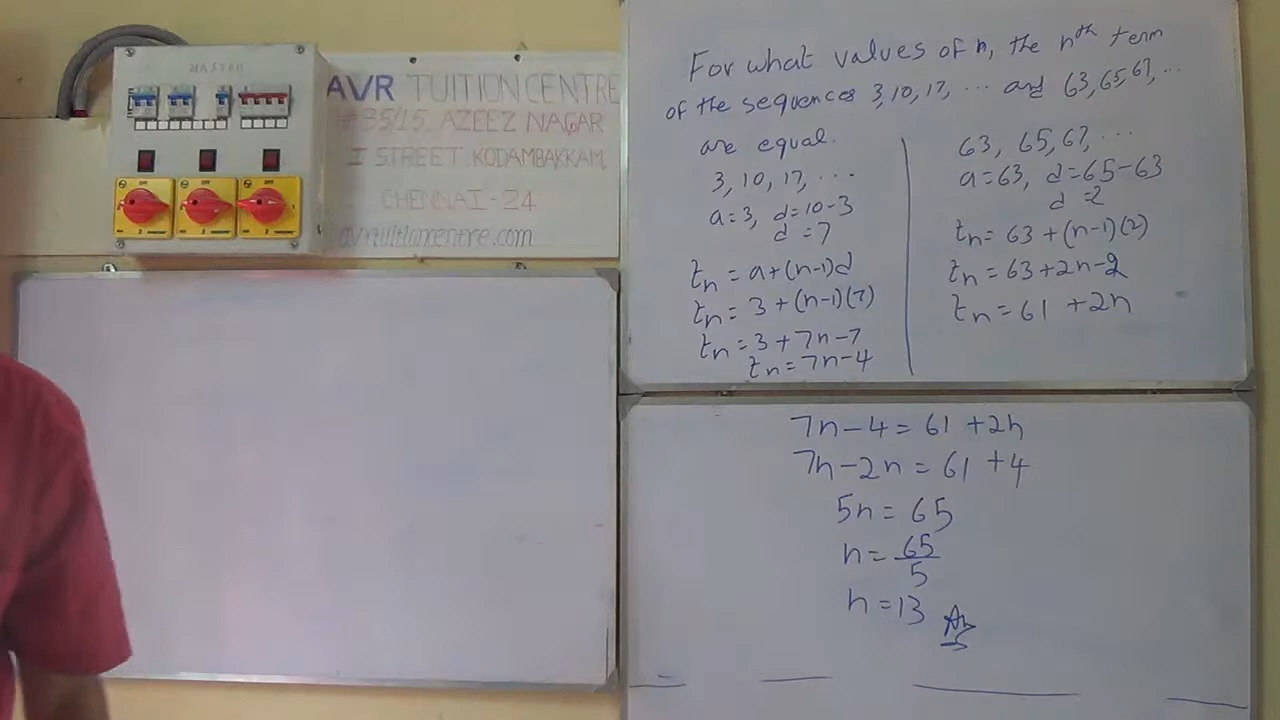 MASTER
AVR TUITION CENTRE
# 35/15, AZEEZ NAGAR
I STREET, KODAMBAKKAM,
CHENNAI-24
avrtuitioncentre.com
For what values of n, the nth term
of the sequences 3, 10, 17, ... and 63, 65, 67, ...
are equal.
3, 10, 17, ...
a = 3, d = 10 - 3
d = 7
tn = a + (n-1)d
tn = 3 + (n-1)(7)
tn = 3 + 7n - 7
tn = 7n - 4
63, 65, 67, ...
a = 63, d = 65 - 63
d = 2
tn = 63 + (n-1)(2)
tn = 63 + 2n - 2
tn = 61 + 2n
7n - 4 = 61 + 2n
7n - 2n = 61 + 4
5n = 65
n = 65/5
n = 13 Ans